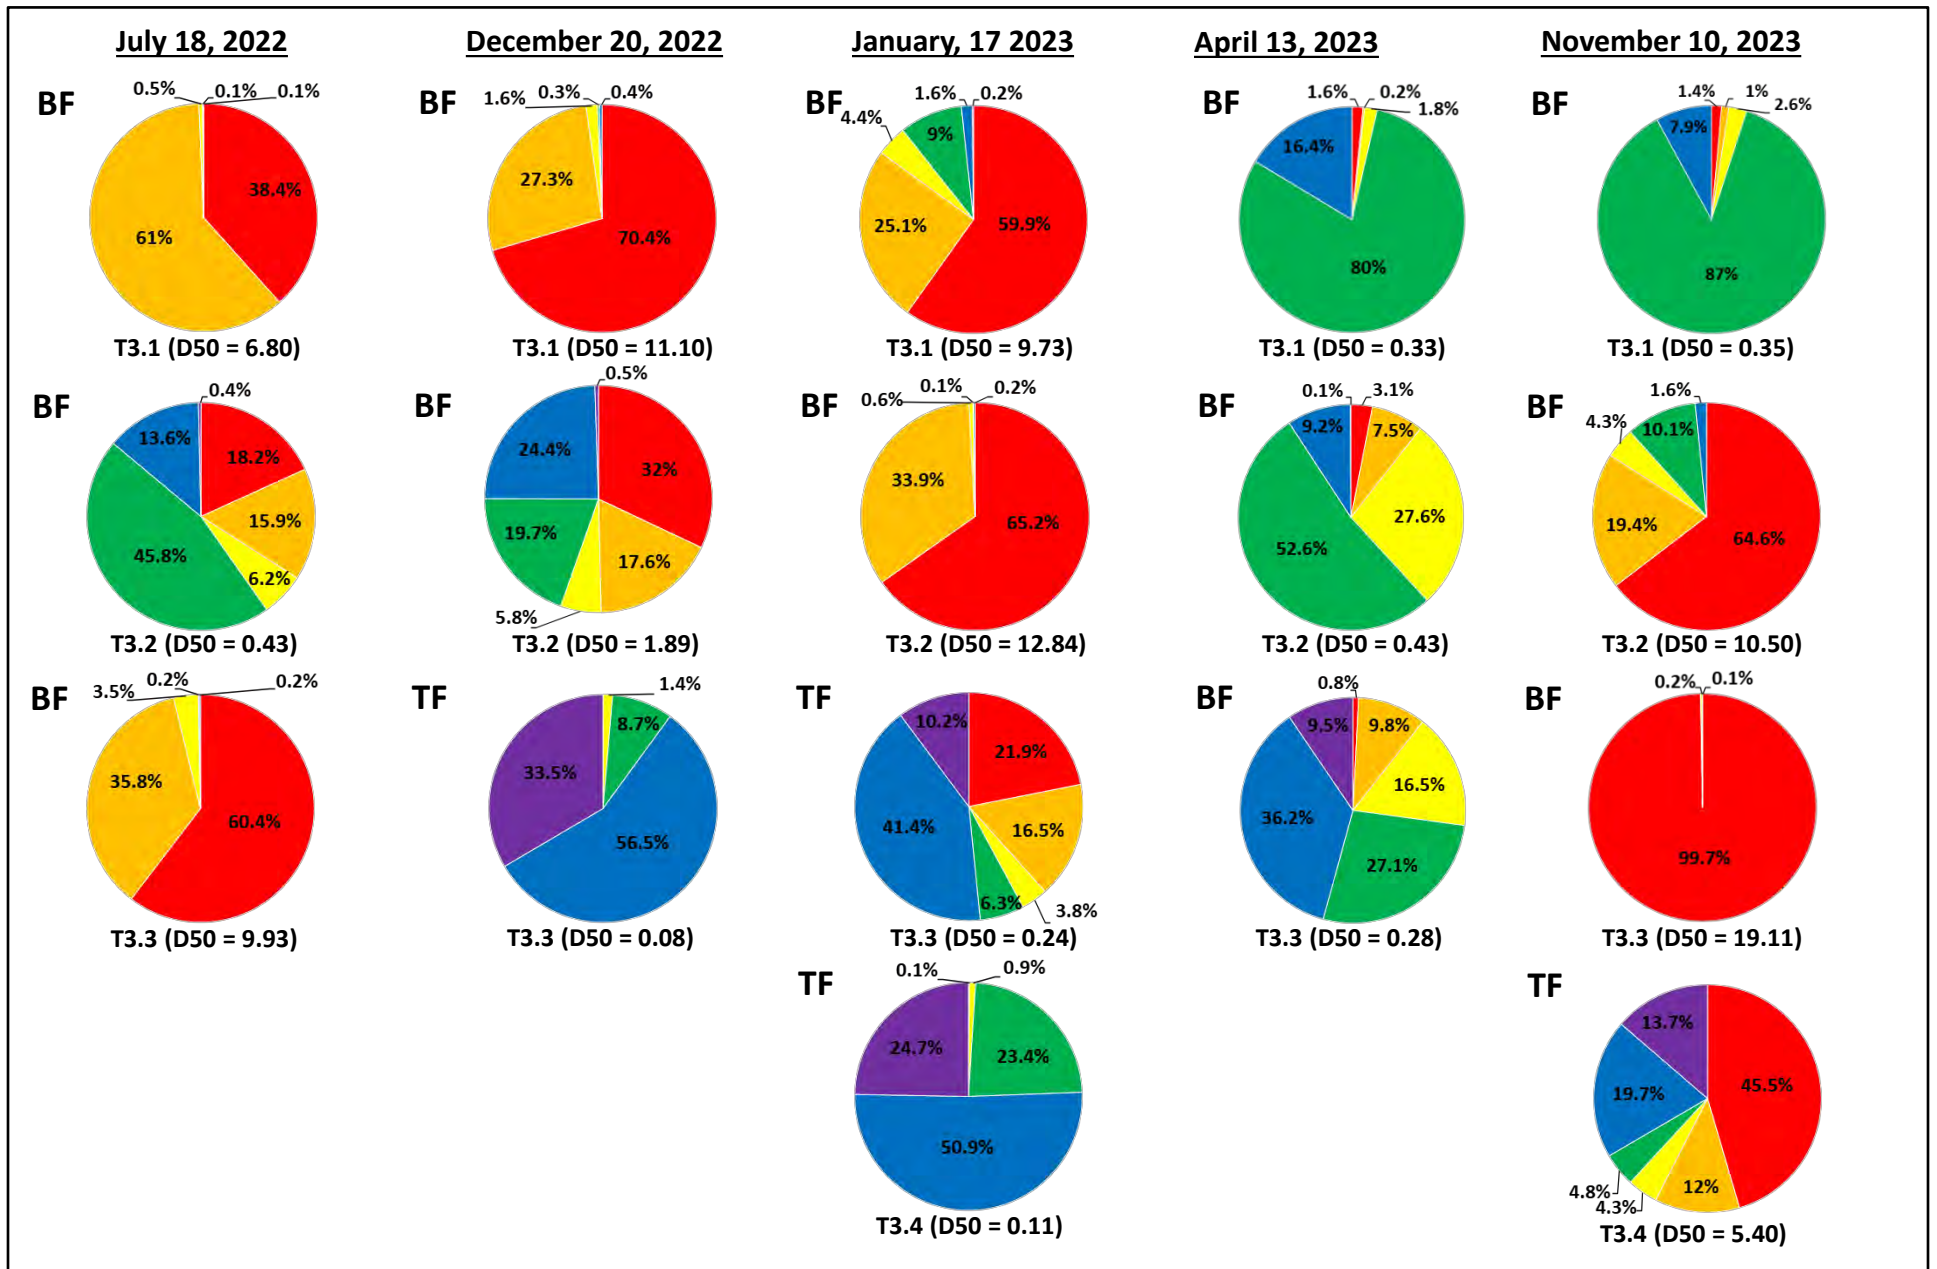 July 18, 2022
December 20, 2022
January, 17 2023
April 13, 2023
November 10, 2023
BF
0.5%
0.1%
0.1%
38.4%
61%
T3.1 (D50 = 6.80)
1.6%
0.3%
0.4%
27.3%
70.4%
T3.1 (D50 = 11.10)
BF
4.4%
1.6%
0.2%
9%
25.1%
59.9%
T3.1 (D50 = 9.73)
BF
1.6%
0.2%
1.8%
16.4%
80%
T3.1 (D50 = 0.33)
BF
1.4%
1%
2.6%
7.9%
87%
T3.1 (D50 = 0.35)
BF
0.4%
13.6%
18.2%
15.9%
45.8%
6.2%
T3.2 (D50 = 0.43)
BF
0.5%
24.4%
32%
19.7%
17.6%
5.8%
T3.2 (D50 = 1.89)
BF
0.6%
0.1%
0.2%
33.9%
65.2%
T3.2 (D50 = 12.84)
BF
0.1%
3.1%
9.2%
7.5%
27.6%
52.6%
T3.2 (D50 = 0.43)
BF
4.3%
1.6%
10.1%
19.4%
64.6%
T3.2 (D50 = 10.50)
BF
3.5%
0.2%
0.2%
35.8%
60.4%
T3.3 (D50 = 9.93)
TF
1.4%
8.7%
33.5%
56.5%
T3.3 (D50 = 0.08)
TF
10.2%
21.9%
41.4%
16.5%
6.3%
3.8%
T3.3 (D50 = 0.24)
BF
0.8%
9.5%
9.8%
16.5%
36.2%
27.1%
T3.3 (D50 = 0.28)
BF
0.2%
0.1%
99.7%
T3.3 (D50 = 19.11)
TF
0.1%
0.9%
24.7%
23.4%
50.9%
T3.4 (D50 = 0.11)
TF
13.7%
45.5%
19.7%
4.8%
4.3%
12%
T3.4 (D50 = 5.40)